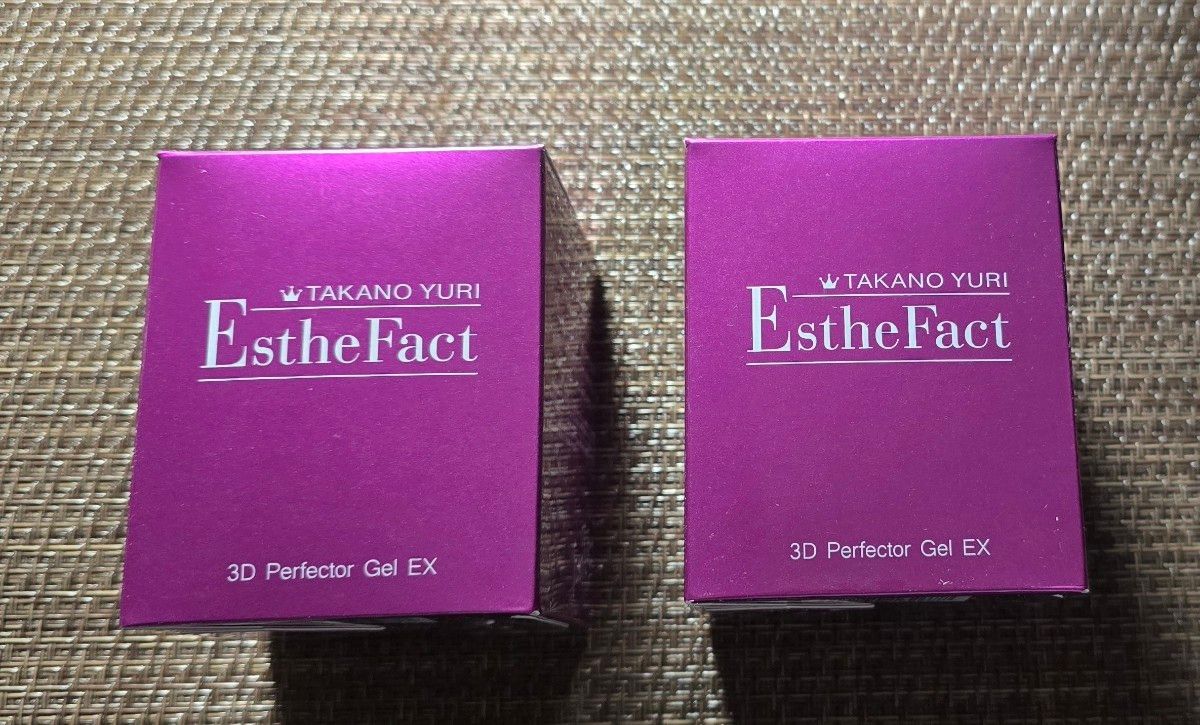 TAKANO YURI
EstheFact
3D Perfector Gel EX
TAKANO YURI
EstheFact
3D Perfector Gel EX